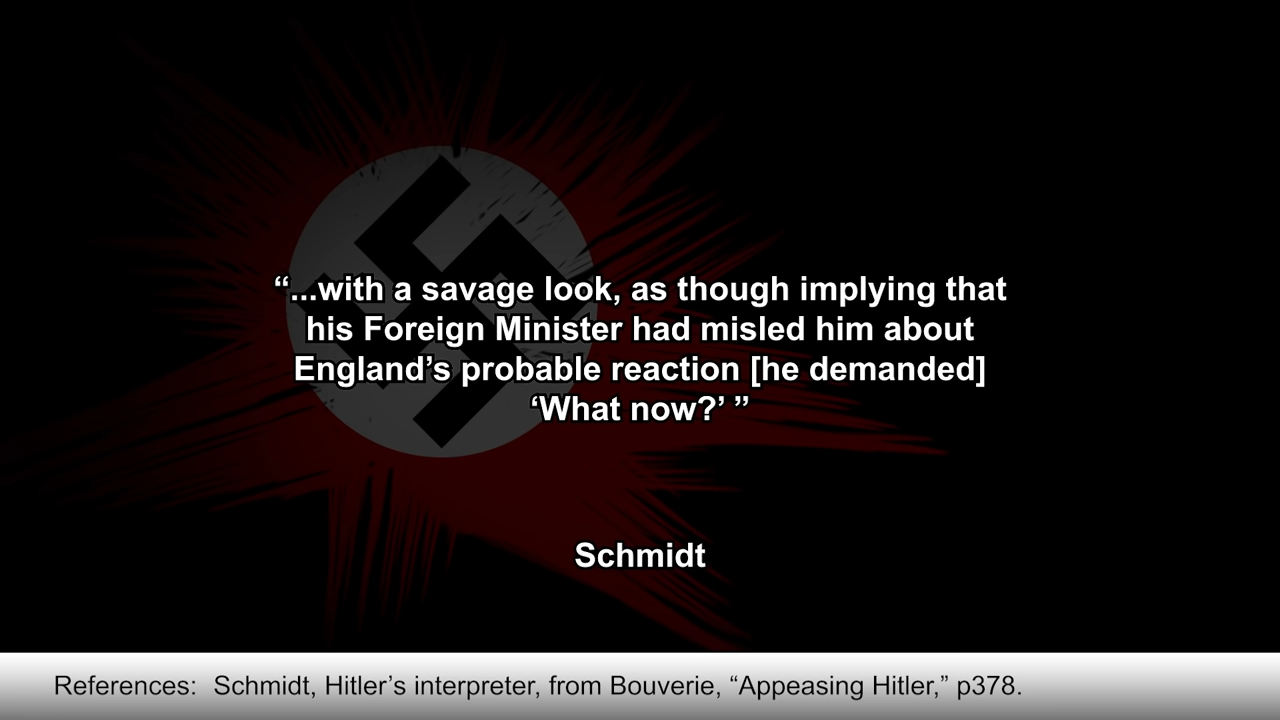 “...with a savage look, as though implying that
his Foreign Minister had misled him about
England’s probable reaction [he demanded]
‘What now?’ ”
Schmidt
References:  Schmidt, Hitler’s interpreter, from Bouverie, “Appeasing Hitler,” p378.